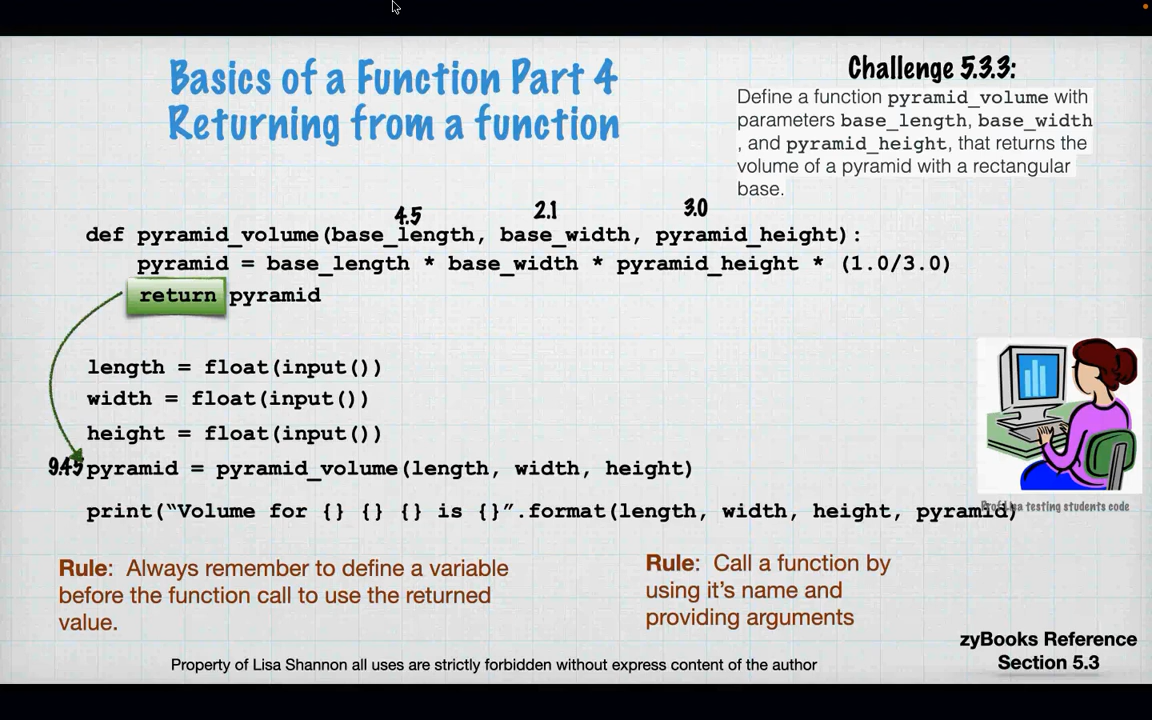 Basics of a Function Part 4
Returning from a function
Challenge 5.3.3:
Define a function pyramid_volume with
parameters base_length, base_width
, and pyramid_height, that returns the
volume of a pyramid with a rectangular
base.
4.5 2.1 3.0
def pyramid_volume(base_length, base_width, pyramid_height):
pyramid = base_length * base_width * pyramid_height * (1.0/3.0)
return pyramid
length = float(input())
width = float(input())
height = float(input())
9.45 pyramid = pyramid_volume(length, width, height)
print(“Volume for {} {} {} is {}”.format(length, width, height, pyramid)
Prof Lisa testing students code
Rule: Always remember to define a variable
before the function call to use the returned
value.
Rule: Call a function by
using it’s name and
providing arguments
zyBooks Reference
Section 5.3
Property of Lisa Shannon all uses are strictly forbidden without express content of the author